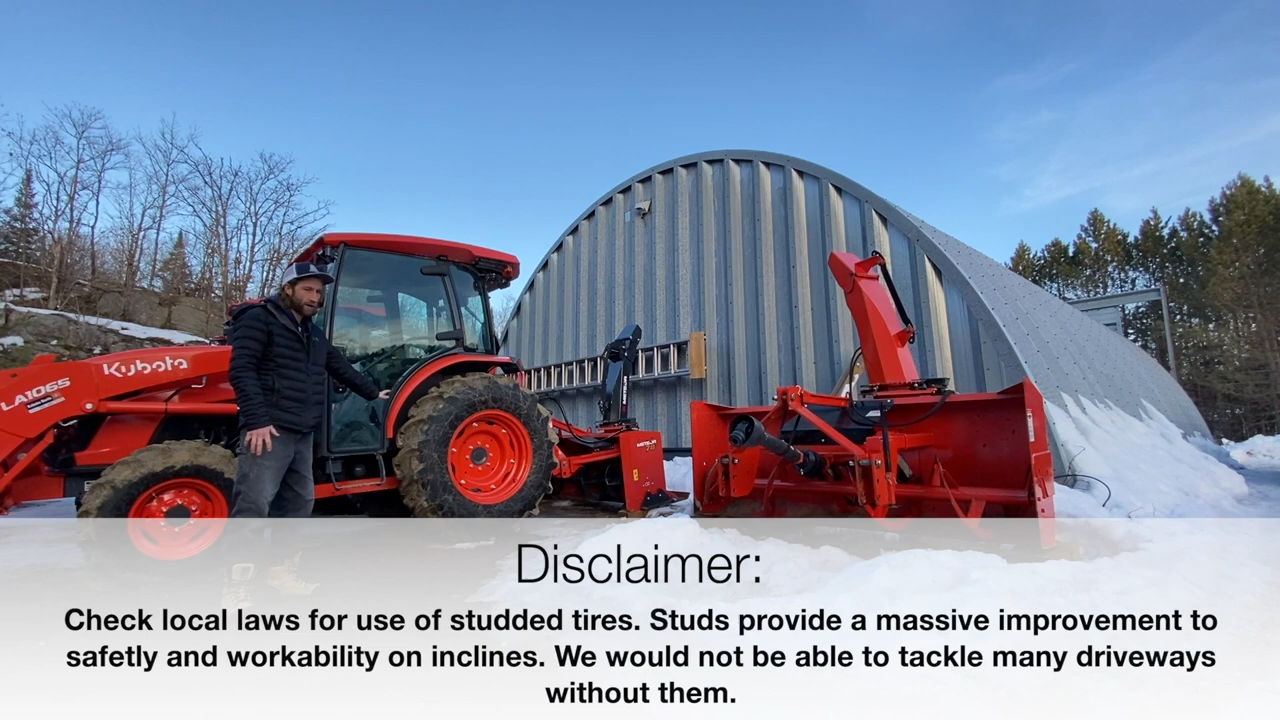 Kubota
LA1065
Disclaimer:
Check local laws for use of studded tires. Studs provide a massive improvement to
safetly and workability on inclines. We would not be able to tackle many driveways
without them.